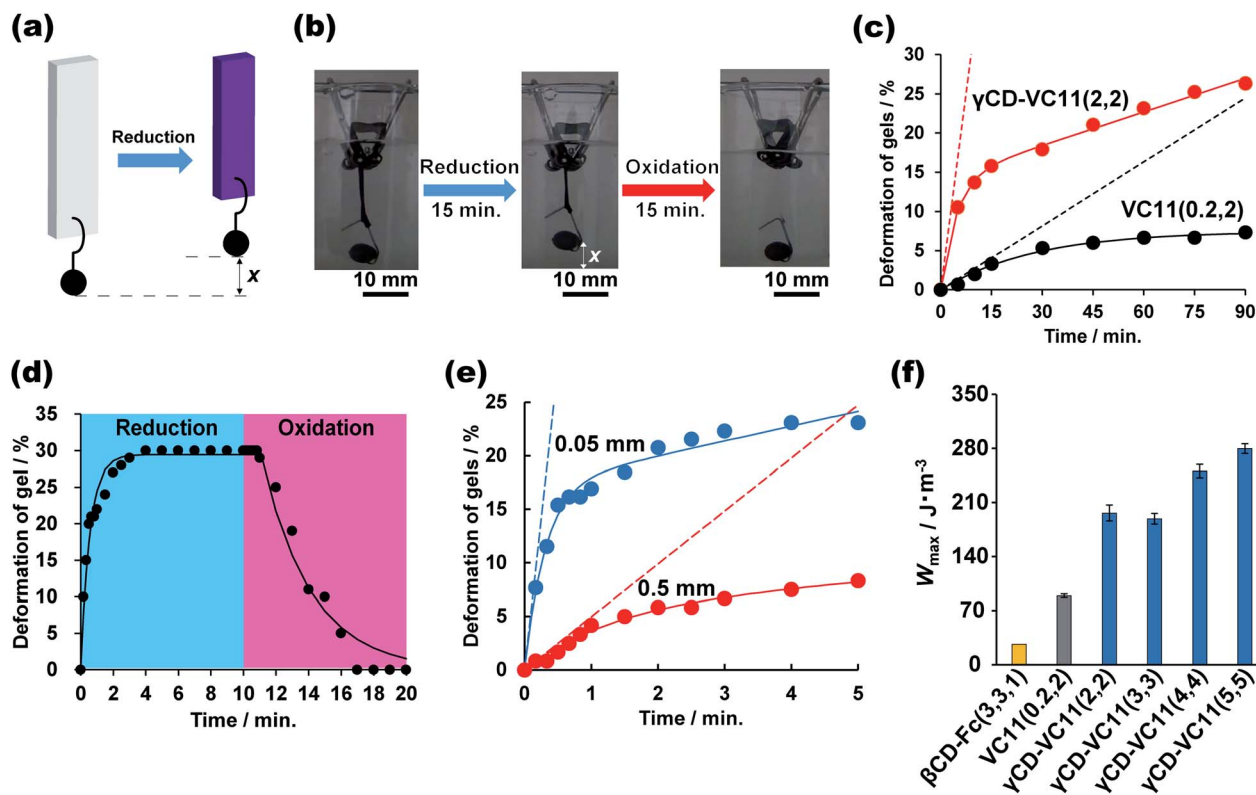 (a)
Reduction
x
(b)
Reduction
15 min.
Oxidation
15 min.
x
10 mm
10 mm
10 mm
(c)
Deformation of gels / %
30
25
20
15
10
5
0
γCD-VC11(2,2)
VC11(0.2,2)
0 15 30 45 60 75 90
Time / min.
(d)
Deformation of gel / %
35
30
25
20
15
10
5
0
Reduction
Oxidation
0 2 4 6 8 10 12 14 16 18 20
Time / min.
(e)
Deformation of gels / %
25
20
15
10
5
0
0.05 mm
0.5 mm
0 1 2 3 4 5
Time / min.
(f)
Wmax / J·m-3
350
280
210
140
70
0
βCD-Fc(3,3,1)
VC11(0.2,2)
γCD-VC11(2,2)
γCD-VC11(3,3)
γCD-VC11(4,4)
γCD-VC11(5,5)